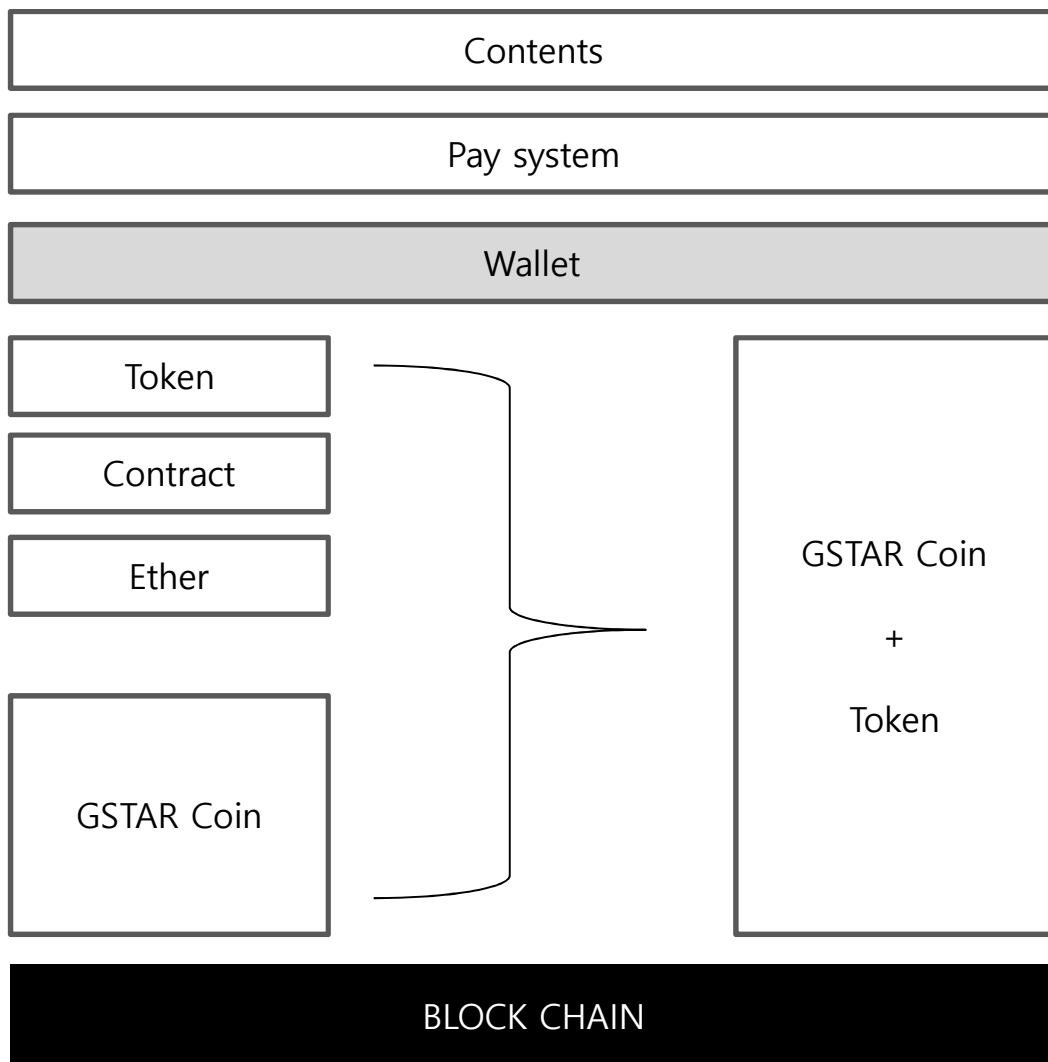 Contents
Pay system
Wallet
Token
Contract
Ether
GSTAR Coin
GSTAR Coin
+
Token
BLOCK CHAIN